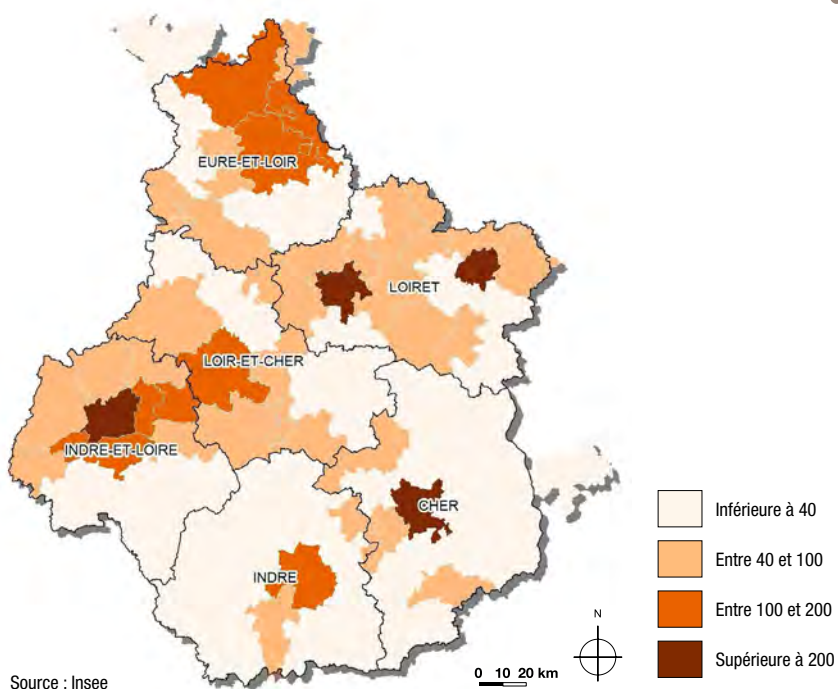 EURE-ET-LOIR
LOIRET
LOIR-ET-CHER
INDRE-ET-LOIRE
CHER
INDRE
Inférieure à 40
Entre 40 et 100
Entre 100 et 200
Supérieure à 200
N
0 10 20 km
Source : Insee